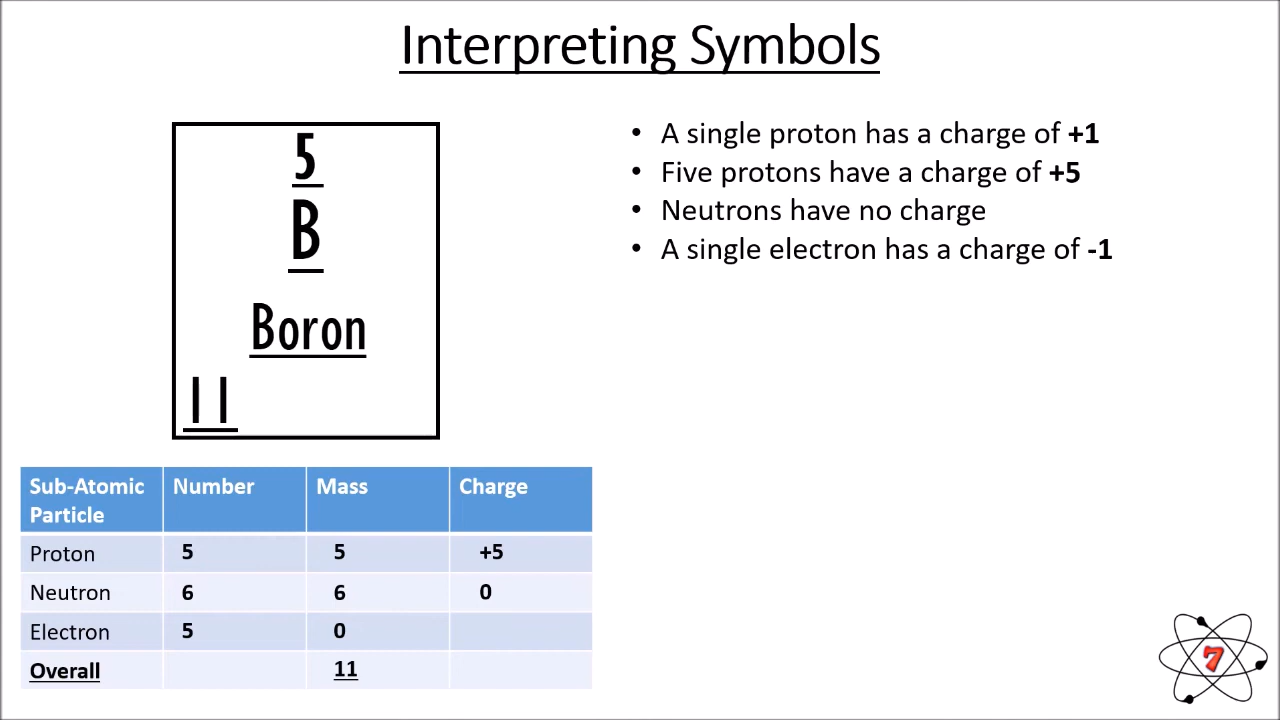 Interpreting Symbols
5
B
Boron
11
• A single proton has a charge of +1
• Five protons have a charge of +5
• Neutrons have no charge
• A single electron has a charge of -1
Sub-Atomic Particle Number Mass Charge
Proton 5 5 +5
Neutron 6 6 0
Electron 5 0
Overall 11
7